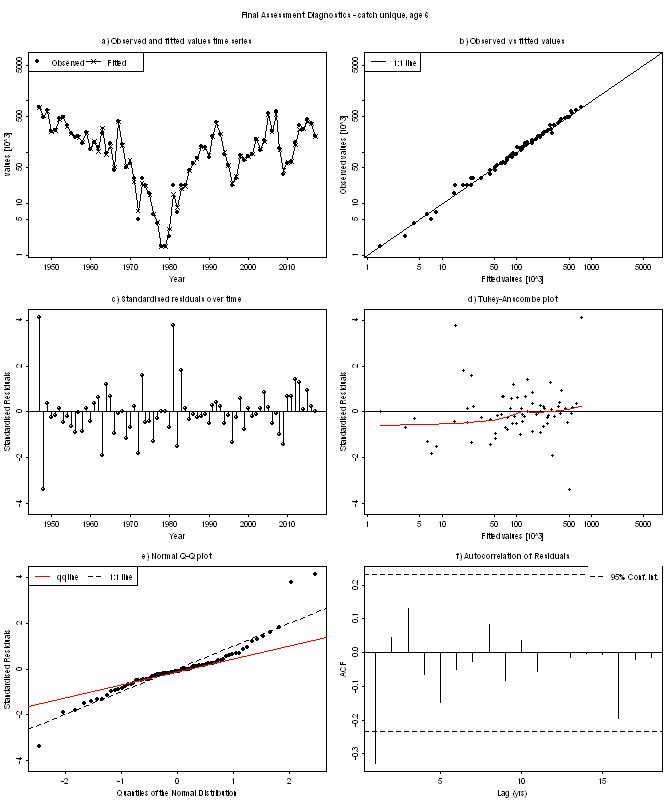 Final Assessment Diagnostics - catch unique, age 6
a) Observed and fitted values time series
Observed Fitted
values [10^3]
5000
500
50
10
5
1
1950 1960 1970 1980 1990 2000 2010
Year
b) Observed vs fitted values
1:1 line
Observed values [10^3]
5000
500
50
10
5
1
1 5 10 50 100 500 1000 5000
Fitted values [10^3]
c) Standardised residuals over time
Standardised Residuals
4
2
0
-2
-4
1950 1960 1970 1980 1990 2000 2010
Year
d) Tukey-Anscombe plot
Standardised Residuals
4
2
0
-2
-4
1 5 10 50 100 500 1000 5000
Fitted values [10^3]
e) Normal Q-Q plot
qq line 1:1 line
Standardised Residuals
4
2
0
-2
-4
-2 -1 0 1 2
Quantiles of the Normal Distribution
f) Autocorrelation of Residuals
95% Conf. Int.
ACF
0.2
0.1
0.0
-0.1
-0.2
-0.3
5 10 15
Lag (yrs)